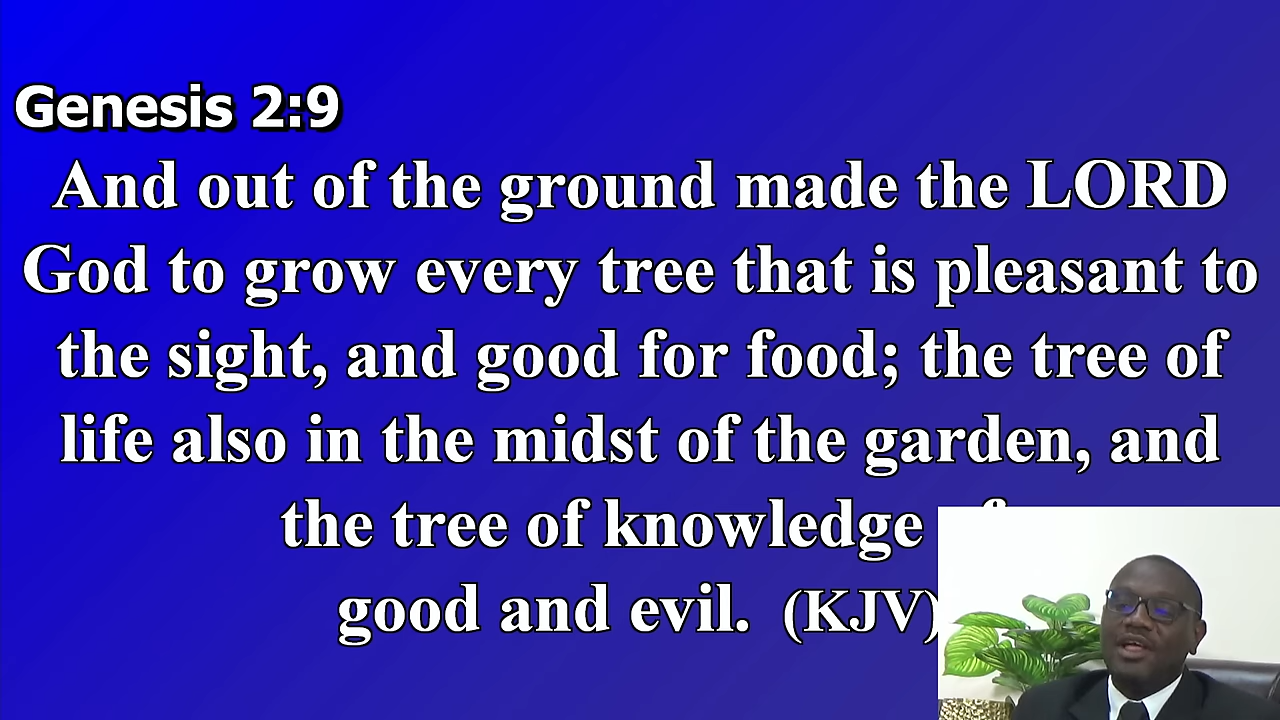 Genesis 2:9
And out of the ground made the LORD
God to grow every tree that is pleasant to
the sight, and good for food; the tree of
life also in the midst of the garden, and
the tree of knowledge
good and evil. (KJV)